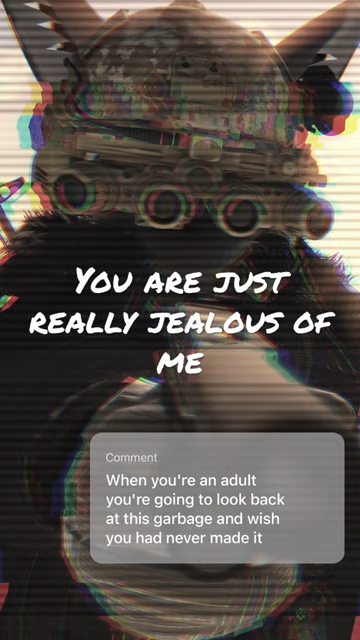 You are just
really jealous of
me
Comment
When you're an adult
you're going to look back
at this garbage and wish
you had never made it